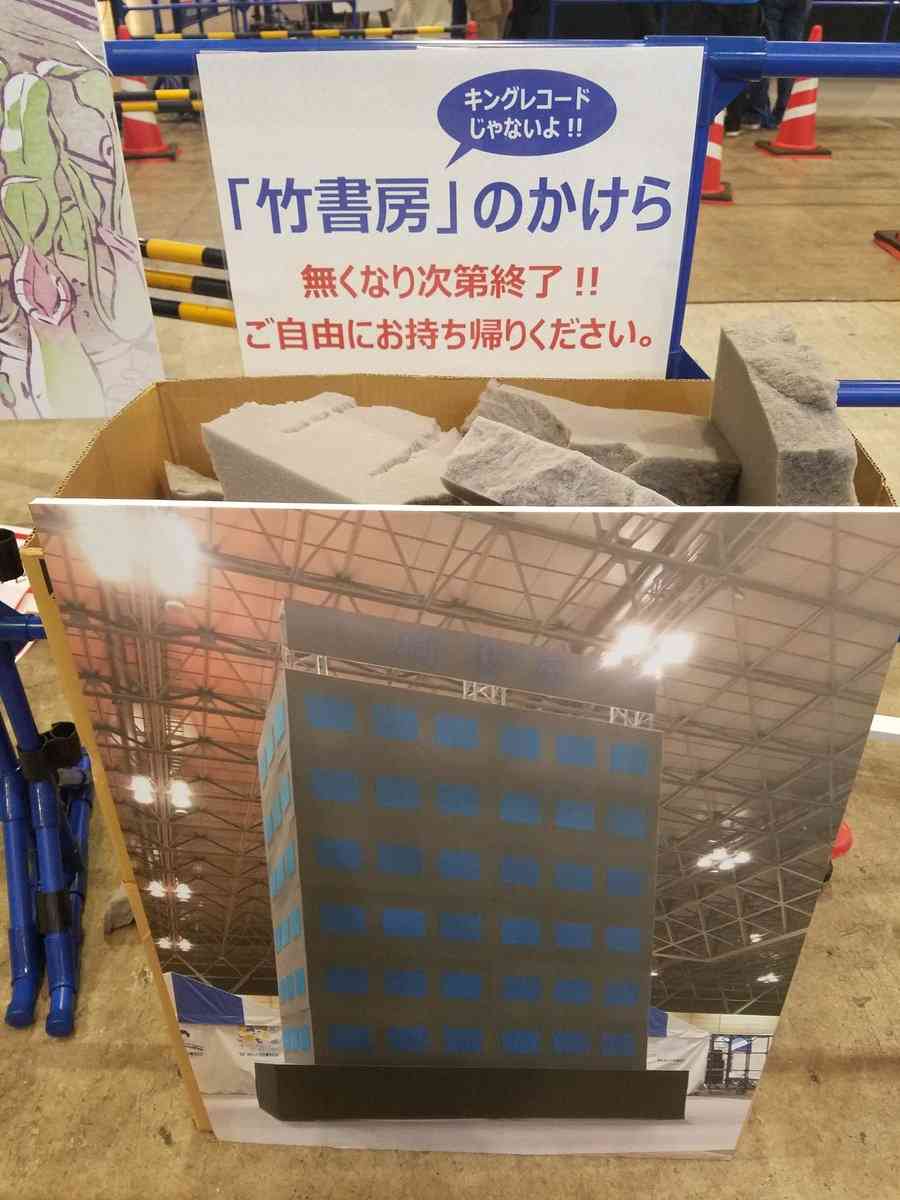 キングレコード
じゃないよ!!
「竹書房」のかけら
無くなり次第終了!!
ご自由にお持ち帰りください。